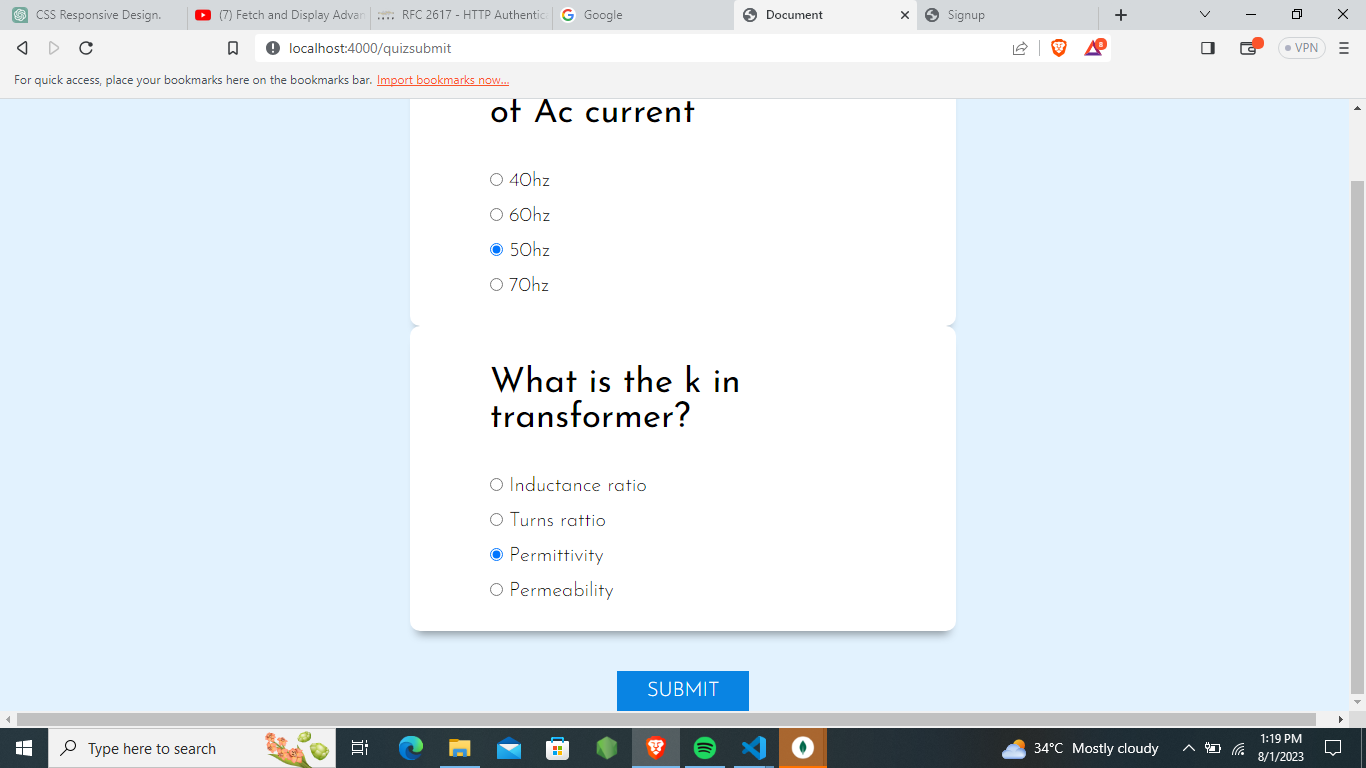 CSS Responsive Design.
(7) Fetch and Display Advan
RFC 2617 - HTTP Authentic
Google
Document
Signup
localhost:4000/quizsubmit
8
VPN
For quick access, place your bookmarks here on the bookmarks bar. Import bookmarks now...
of Ac current
40hz
60hz
50hz
70hz
What is the k in
transformer?
Inductance ratio
Turns rattio
Permittivity
Permeability
SUBMIT
Type here to search
34°C Mostly cloudy
1:19 PM
8/1/2023